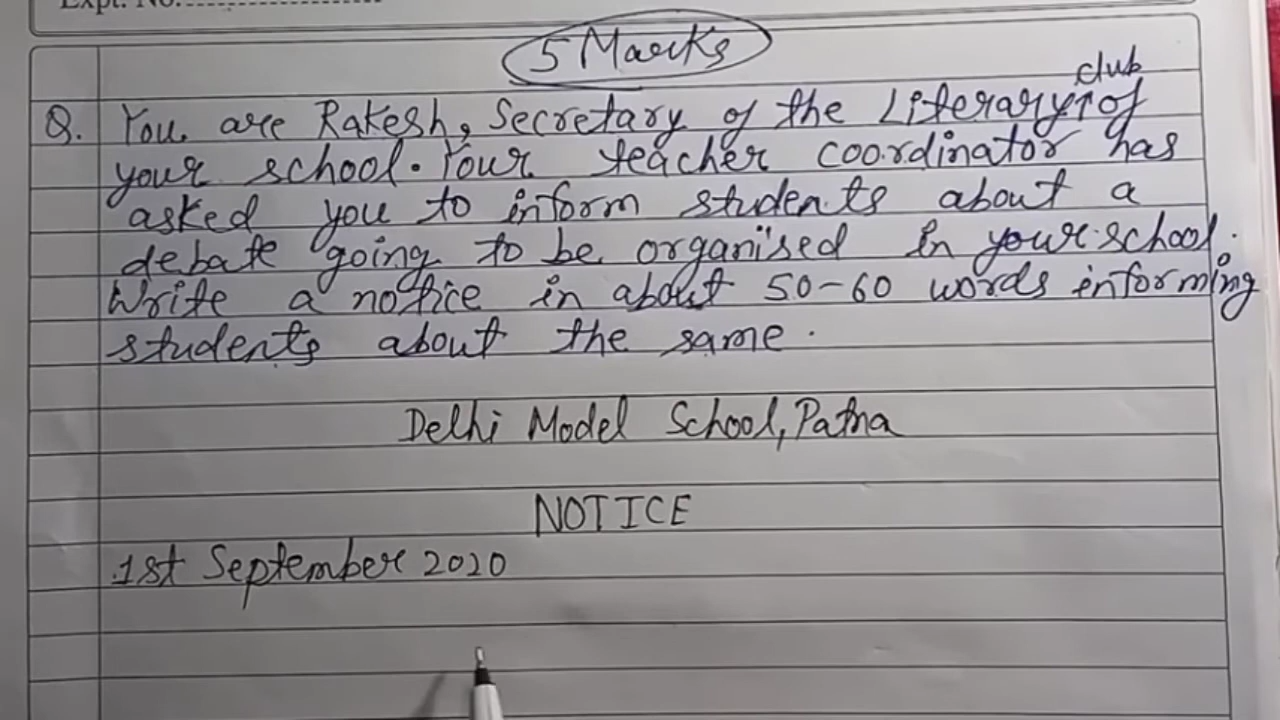 Expt. No.
5 Marks
club
Q. You are Rakesh, Secretary of the Literary↑of
your school. Your teacher coordinator has
asked you to inform students about a
debate going to be organised in your school.
Write a notice in about 50-60 words informing
students about the same.
Delhi Model School, Patna
NOTICE
1st September 2020